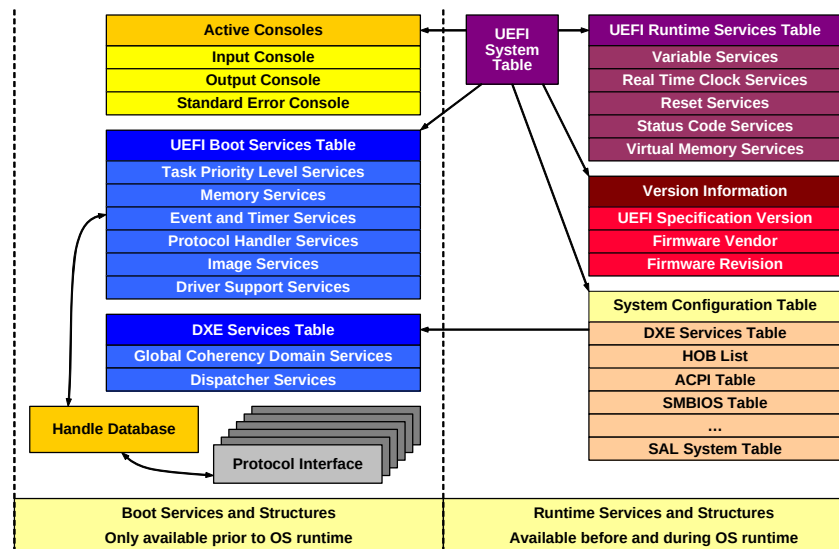 Active Consoles
Input Console
Output Console
Standard Error Console
UEFI
System
Table
UEFI Runtime Services Table
Variable Services
Real Time Clock Services
Reset Services
Status Code Services
Virtual Memory Services
UEFI Boot Services Table
Task Priority Level Services
Memory Services
Event and Timer Services
Protocol Handler Services
Image Services
Driver Support Services
Version Information
UEFI Specification Version
Firmware Vendor
Firmware Revision
DXE Services Table
Global Coherency Domain Services
Dispatcher Services
System Configuration Table
DXE Services Table
HOB List
ACPI Table
SMBIOS Table
...
SAL System Table
Handle Database
Protocol Interface
Boot Services and Structures
Only available prior to OS runtime
Runtime Services and Structures
Available before and during OS runtime